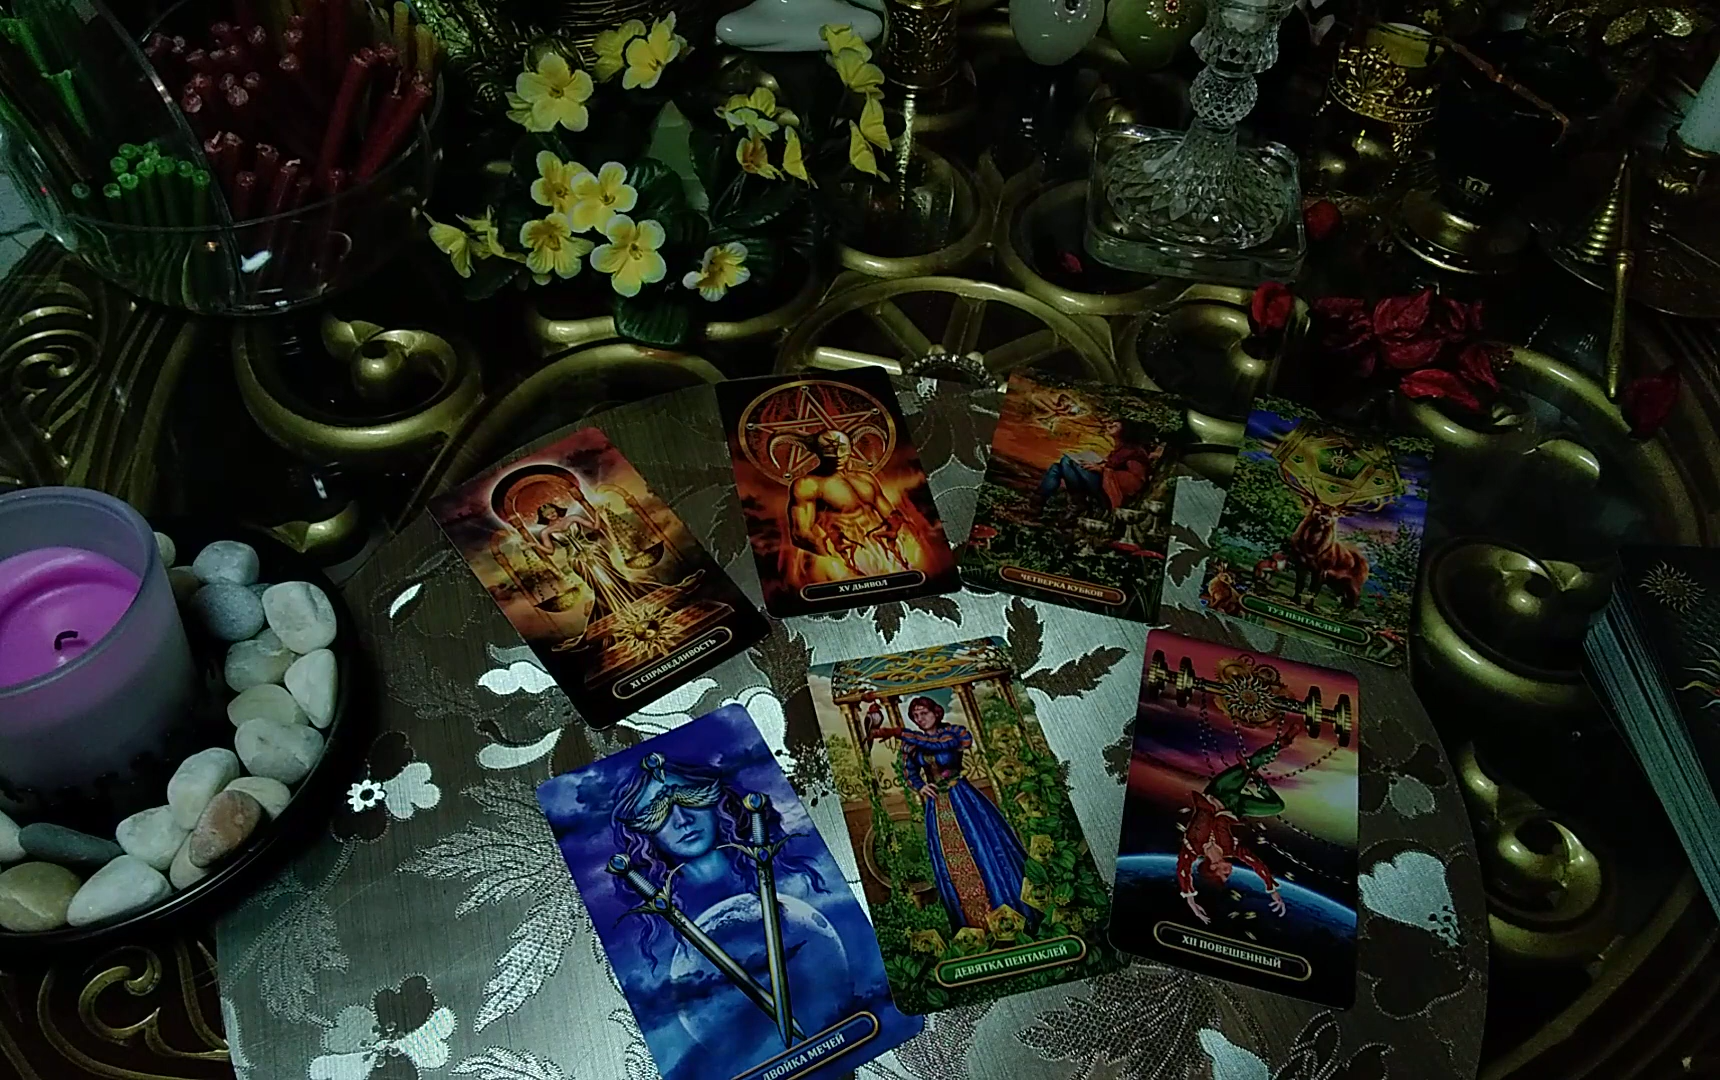 XI СПРАВЕДЛИВОСТЬ
XV ДЬЯВОЛ
ЧЕТВЕРКА КУБКОВ
ТУЗ ПЕНТАКЛЕЙ
ДВОЙКА МЕЧЕЙ
ДЕВЯТКА ПЕНТАКЛЕЙ
XII ПОВЕШЕННЫЙ